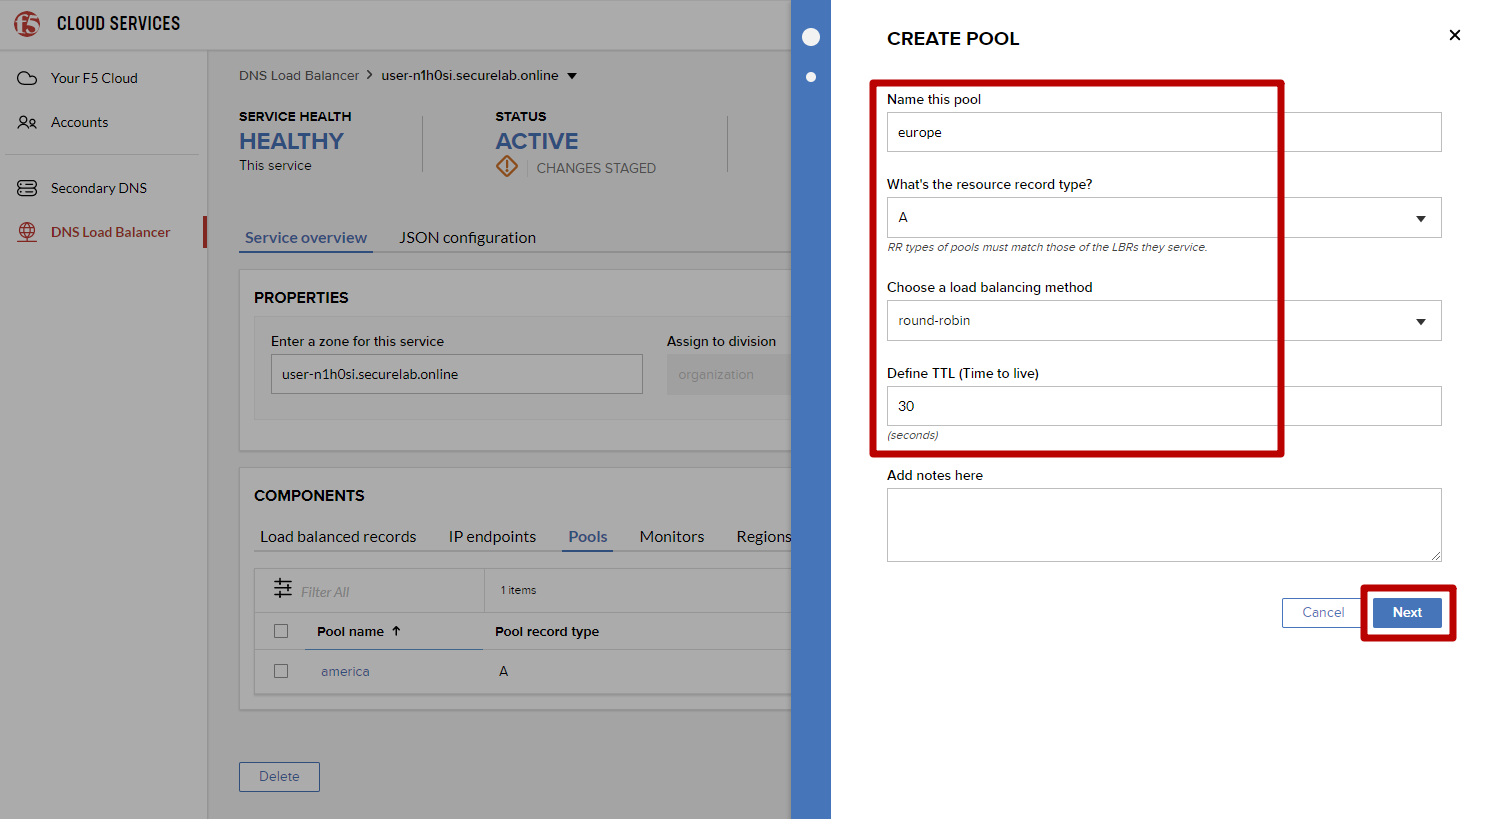 f5 CLOUD SERVICES
Your F5 Cloud
Accounts
Secondary DNS
DNS Load Balancer
DNS Load Balancer > user-n1h0si.securelab.online
SERVICE HEALTH
HEALTHY
This service
STATUS
ACTIVE
CHANGES STAGED
Service overview JSON configuration
PROPERTIES
Enter a zone for this service
user-n1h0si.securelab.online
Assign to division
organization
COMPONENTS
Load balanced records IP endpoints Pools Monitors Regions
Filter All 1 items
Pool name ↑ Pool record type
america A
Delete
CREATE POOL
Name this pool
europe
What's the resource record type?
A
RR types of pools must match those of the LBRs they service.
Choose a load balancing method
round-robin
Define TTL (Time to live)
30
(seconds)
Add notes here
Cancel Next